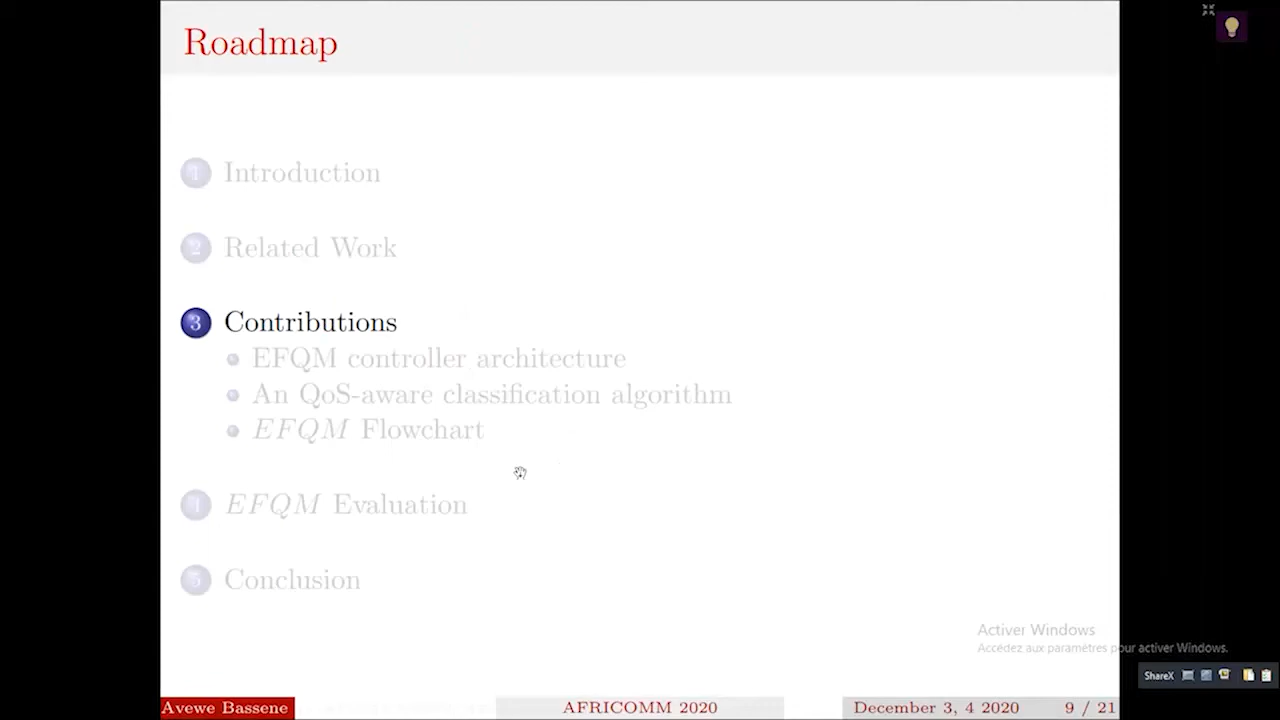 Roadmap
1 Introduction
2 Related Work
3 Contributions
EFQM controller architecture
An QoS-aware classification algorithm
EFQM Flowchart
4 EFQM Evaluation
5 Conclusion
Activer Windows
Accédez aux paramètres pour activer Windows.
ShareX
Avewe Bassene AFRICOMM 2020 December 3, 4 2020 9 / 21